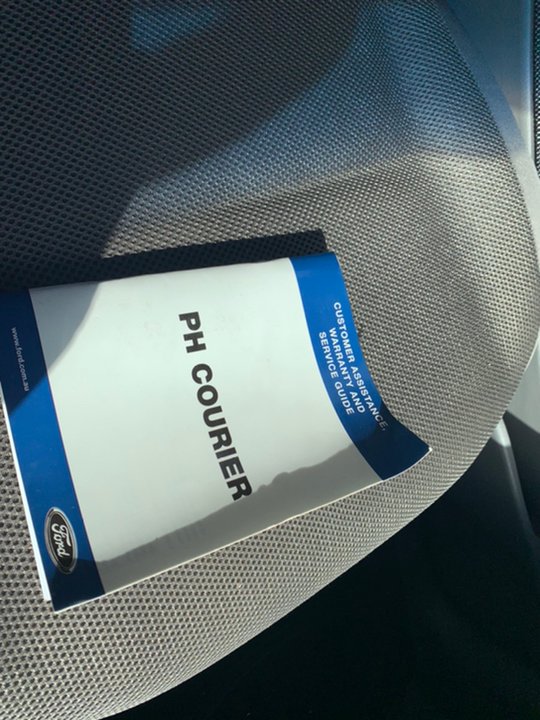 CUSTOMER ASSISTANCE,
WARRANTY AND
SERVICE GUIDE
PH COURIER
www.ford.com.au
Ford